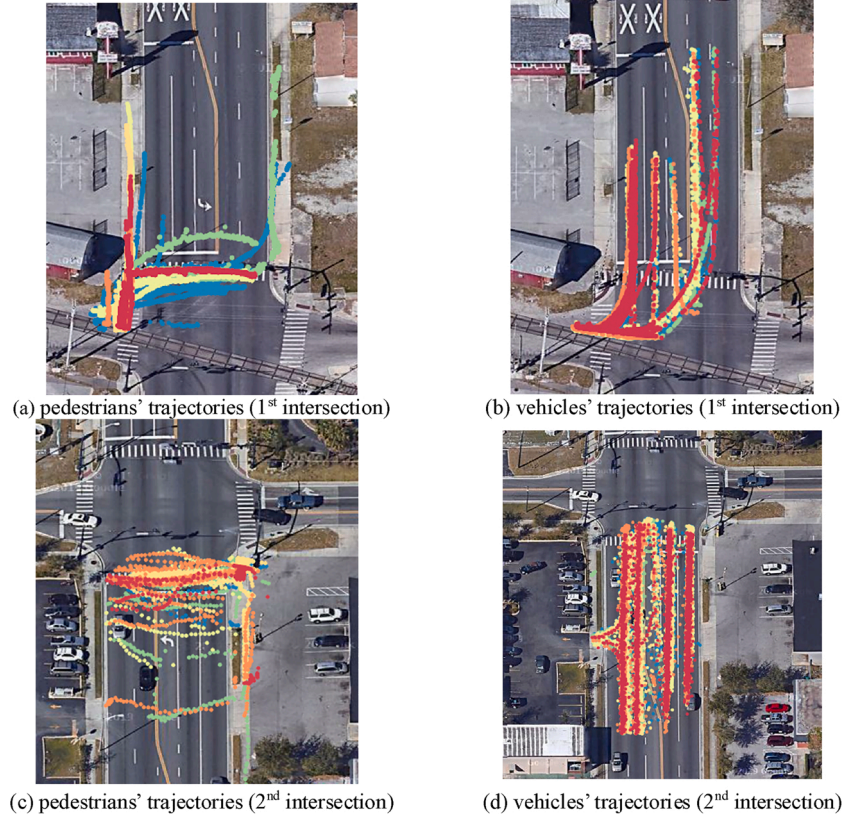 (a) pedestrians’ trajectories (1st intersection)
(b) vehicles’ trajectories (1st intersection)
(c) pedestrians’ trajectories (2nd intersection)
(d) vehicles’ trajectories (2nd intersection)